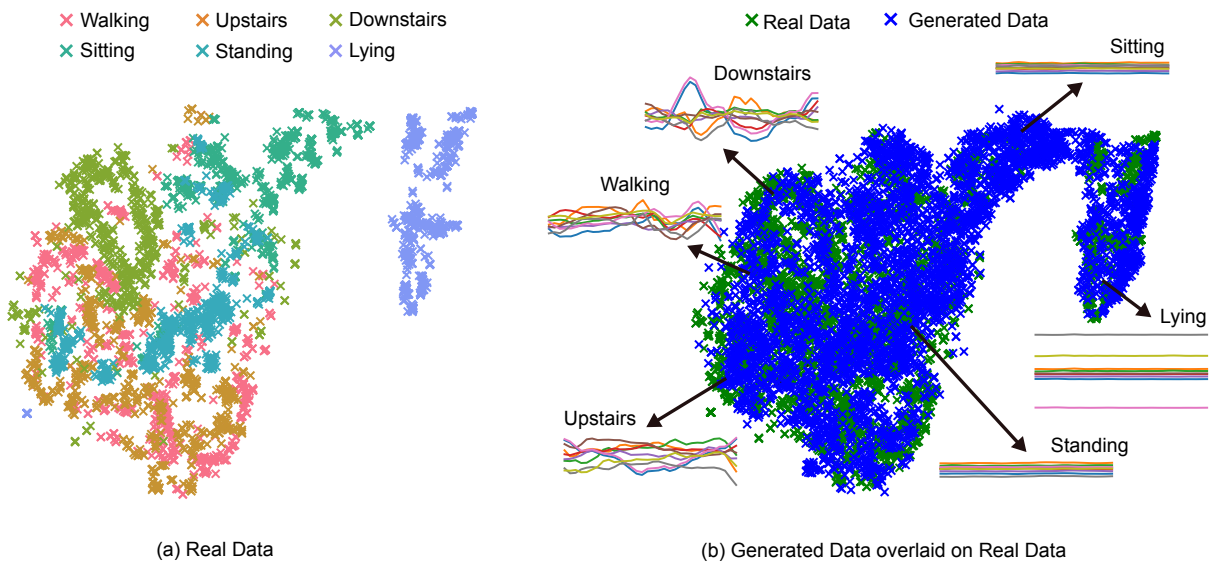 Walking Upstairs Downstairs
Sitting Standing Lying
Real Data Generated Data
Sitting
Downstairs
Walking
Lying
Upstairs
Standing
(a) Real Data
(b) Generated Data overlaid on Real Data